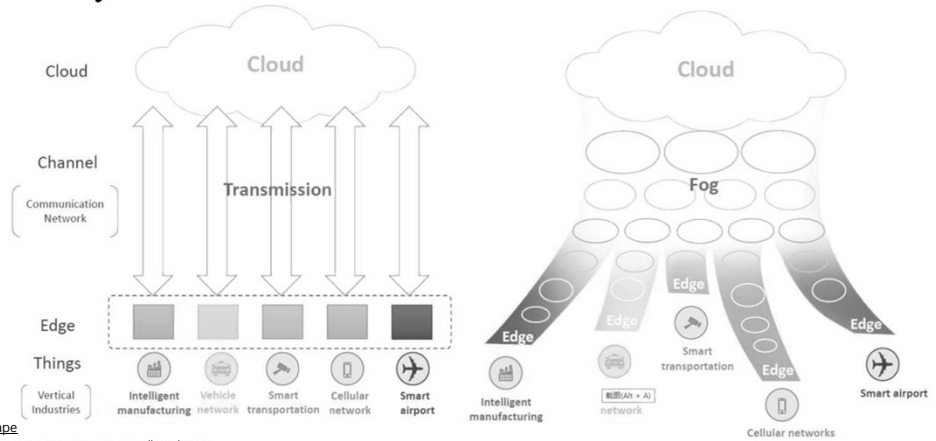 Cloud
Cloud
Channel
Communication
Network
Transmission
Edge
Things
Vertical
Industries
Intelligent
manufacturing
Vehicle
network
Smart
transportation
Cellular
network
Smart
airport
Cloud
Fog
Edge
Edge
Edge
Edge
Edge
Intelligent
manufacturing
截图(Alt + A)
network
Smart
transportation
Cellular networks
Smart airport